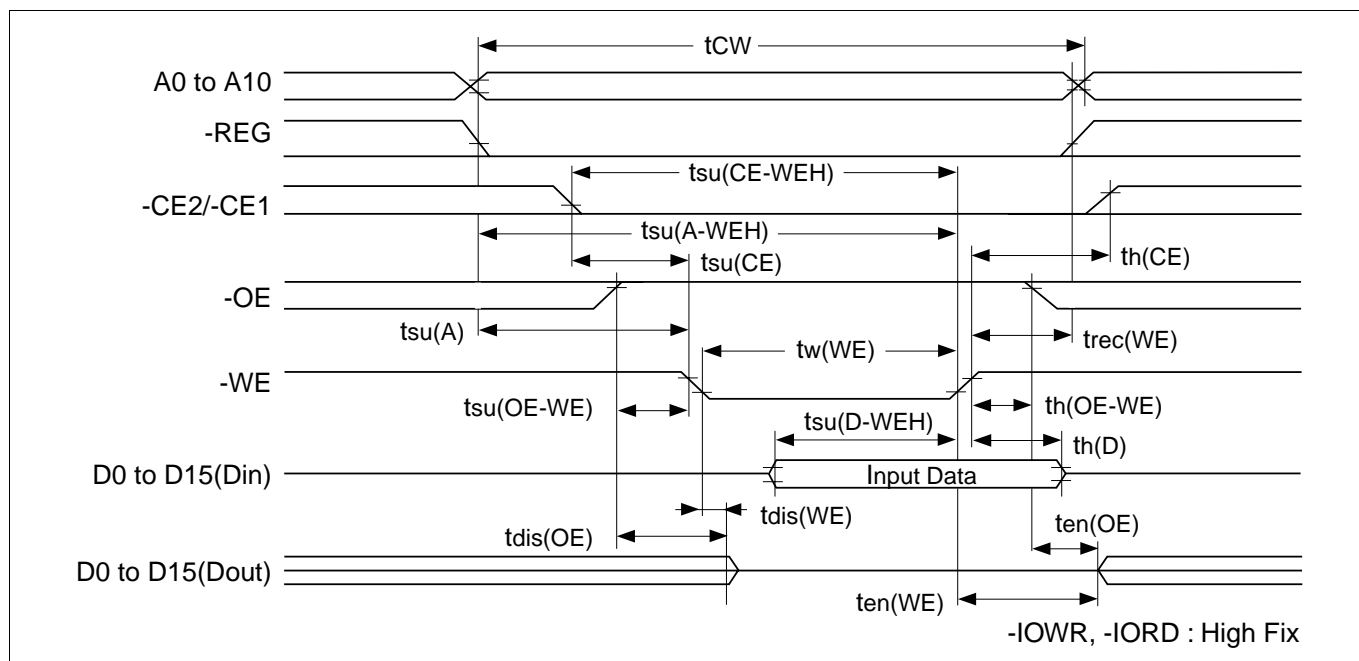 tCW
A0 to A10
-REG
tsu(CE-WEH)
-CE2/-CE1
tsu(A-WEH)
tsu(CE)
th(CE)
-OE
tsu(A)
trec(WE)
tw(WE)
-WE
tsu(OE-WE)
th(OE-WE)
tsu(D-WEH)
th(D)
D0 to D15(Din)
Input Data
tdis(WE)
tdis(OE)
ten(OE)
D0 to D15(Dout)
ten(WE)
-IOWR, -IORD : High Fix